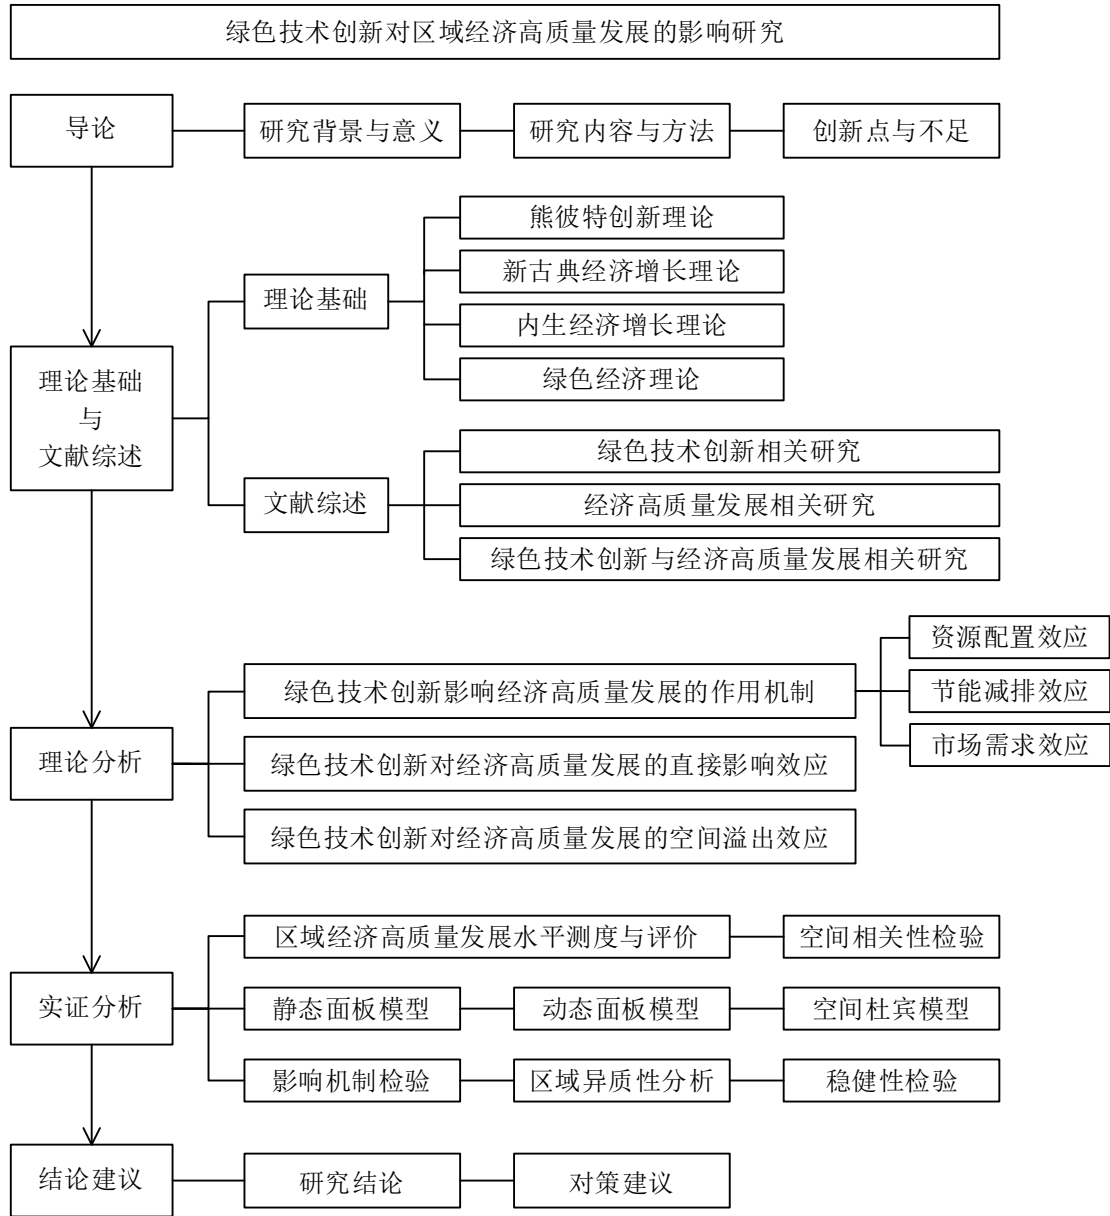 绿色技术创新对区域经济高质量发展的影响研究
导论
研究背景与意义
研究内容与方法
创新点与不足
理论基础
与
文献综述
理论基础
熊彼特创新理论
新古典经济增长理论
内生经济增长理论
绿色经济理论
文献综述
绿色技术创新相关研究
经济高质量发展相关研究
绿色技术创新与经济高质量发展相关研究
理论分析
绿色技术创新影响经济高质量发展的作用机制
资源配置效应
节能减排效应
市场需求效应
绿色技术创新对经济高质量发展的直接影响效应
绿色技术创新对经济高质量发展的空间溢出效应
实证分析
区域经济高质量发展水平测度与评价
空间相关性检验
静态面板模型
动态面板模型
空间杜宾模型
影响机制检验
区域异质性分析
稳健性检验
结论建议
研究结论
对策建议